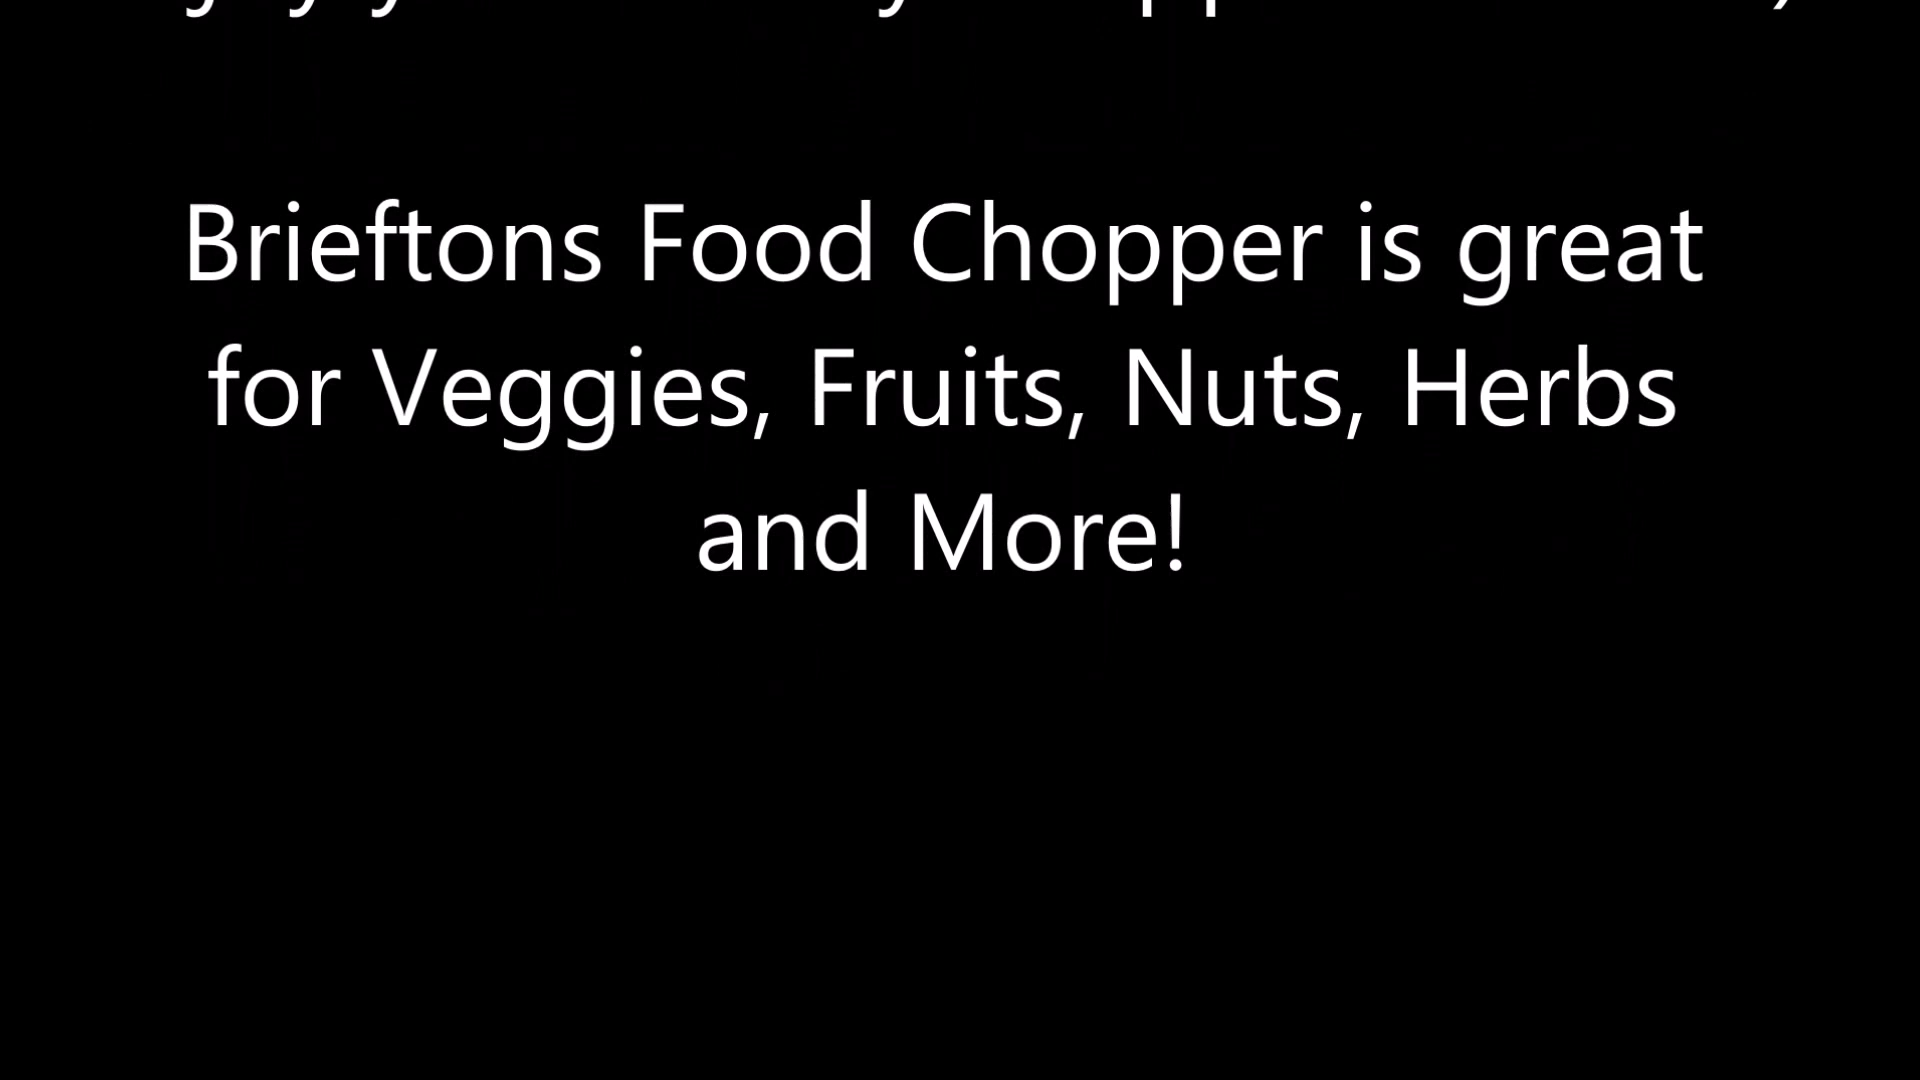 Brieftons Food Chopper is great
for Veggies, Fruits, Nuts, Herbs
and More!